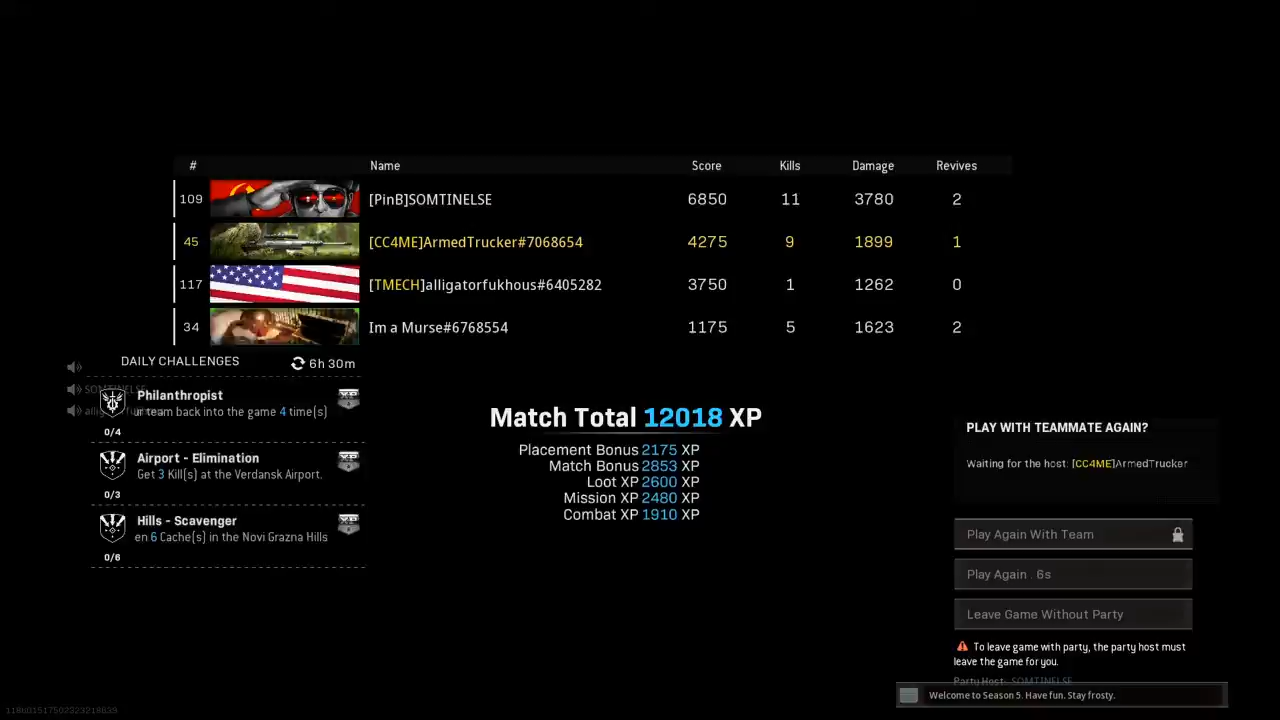 # Name Score Kills Damage Revives
109 [PinB]SOMTINELSE 6850 11 3780 2
45 [CC4ME]ArmedTrucker#7068654 4275 9 1899 1
117 [TMECH]alligatorfukhous#6405282 3750 1 1262 0
34 Im a Murse#6768554 1175 5 1623 2
DAILY CHALLENGES 6h 30m
SOMTINELSE
Philanthropist
ir team back into the game 4 time(s)
0/4
Airport - Elimination
Get 3 Kill(s) at the Verdansk Airport.
0/3
Hills - Scavenger
en 6 Cache(s) in the Novi Grazna Hills
0/6
Match Total 12018 XP
Placement Bonus 2175 XP
Match Bonus 2853 XP
Loot XP 2600 XP
Mission XP 2480 XP
Combat XP 1910 XP
PLAY WITH TEAMMATE AGAIN?
Waiting for the host: [CC4ME]ArmedTrucker
Play Again With Team
Play Again . 6s
Leave Game Without Party
To leave game with party, the party host must
leave the game for you.
Party Host: SOMTINELSE
Welcome to Season 5. Have fun. Stay frosty.